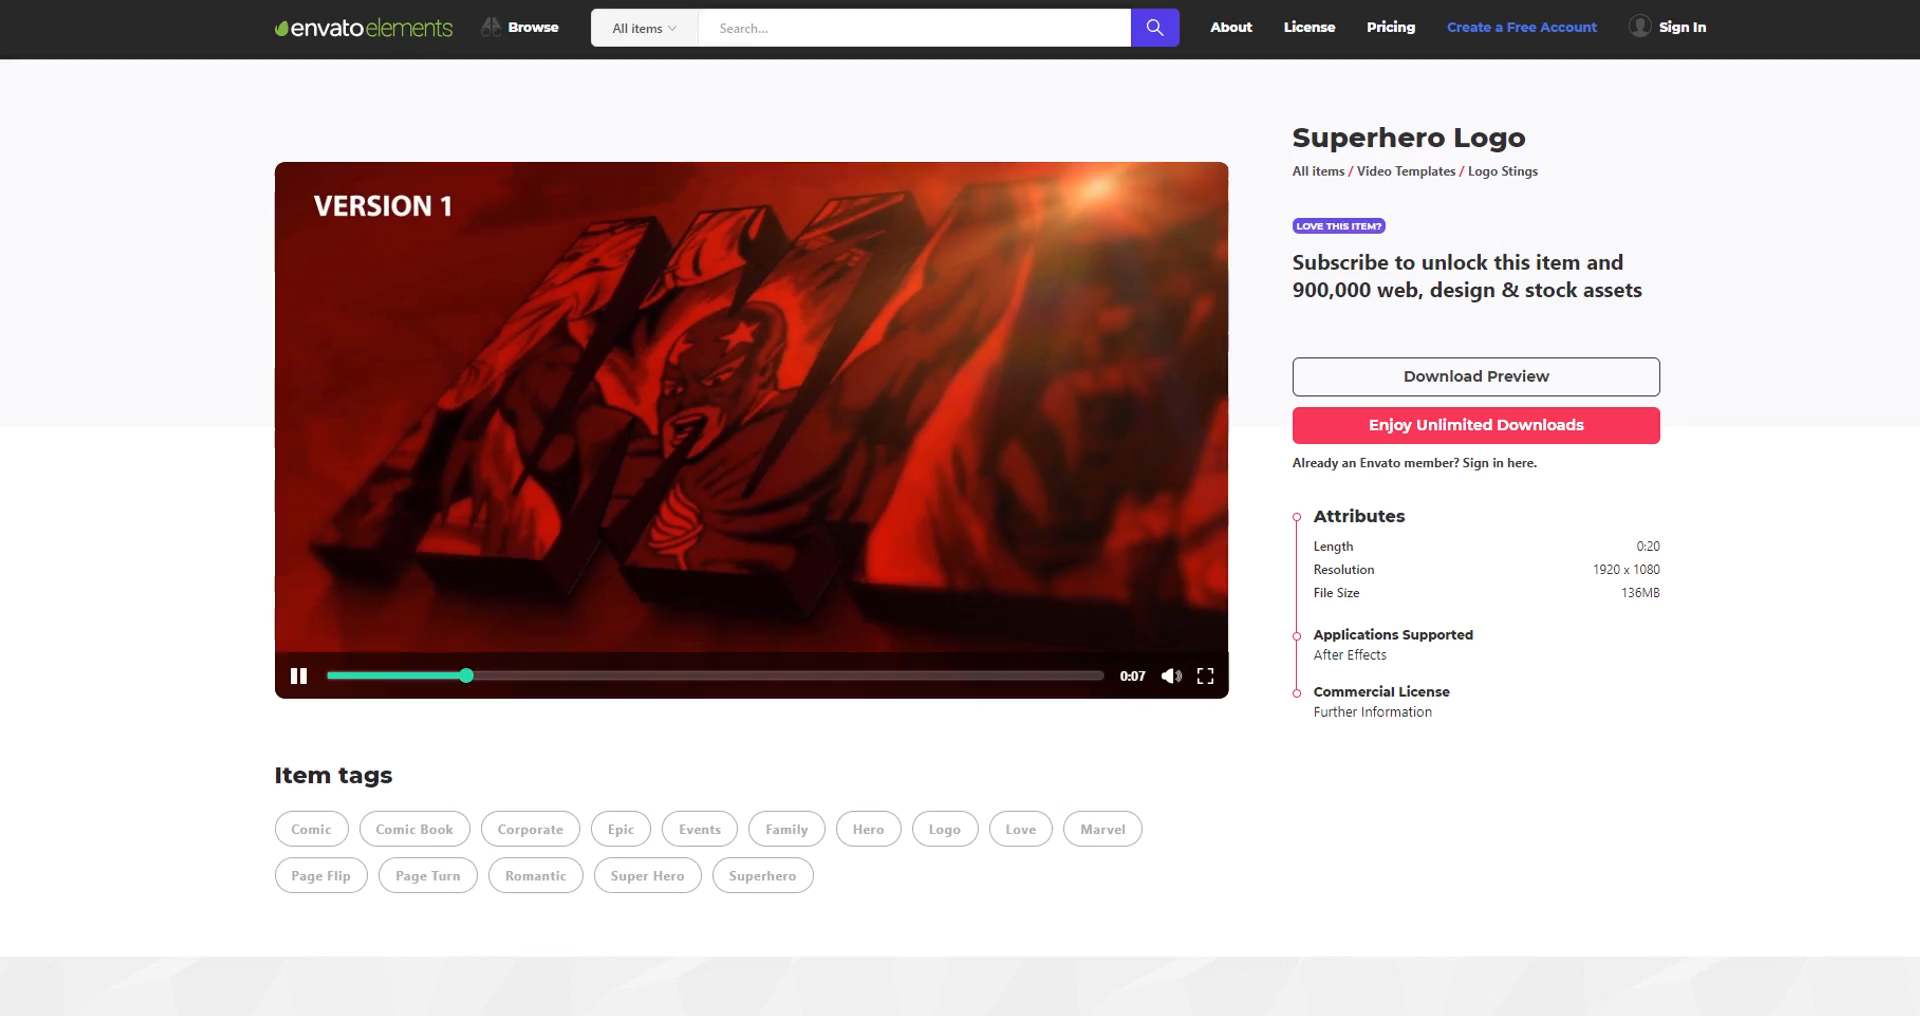 envato elements
Browse
All items
Search...
About
License
Pricing
Create a Free Account
Sign In
VERSION 1
0:07
Superhero Logo
All items / Video Templates / Logo Stings
LOVE THIS ITEM?
Subscribe to unlock this item and
900,000 web, design & stock assets
Download Preview
Enjoy Unlimited Downloads
Already an Envato member? Sign in here.
Attributes
Length 0:20
Resolution 1920 x 1080
File Size 136MB
Applications Supported
After Effects
Commercial License
Further Information
Item tags
Comic Comic Book Corporate Epic Events Family Hero Logo Love Marvel
Page Flip Page Turn Romantic Super Hero Superhero